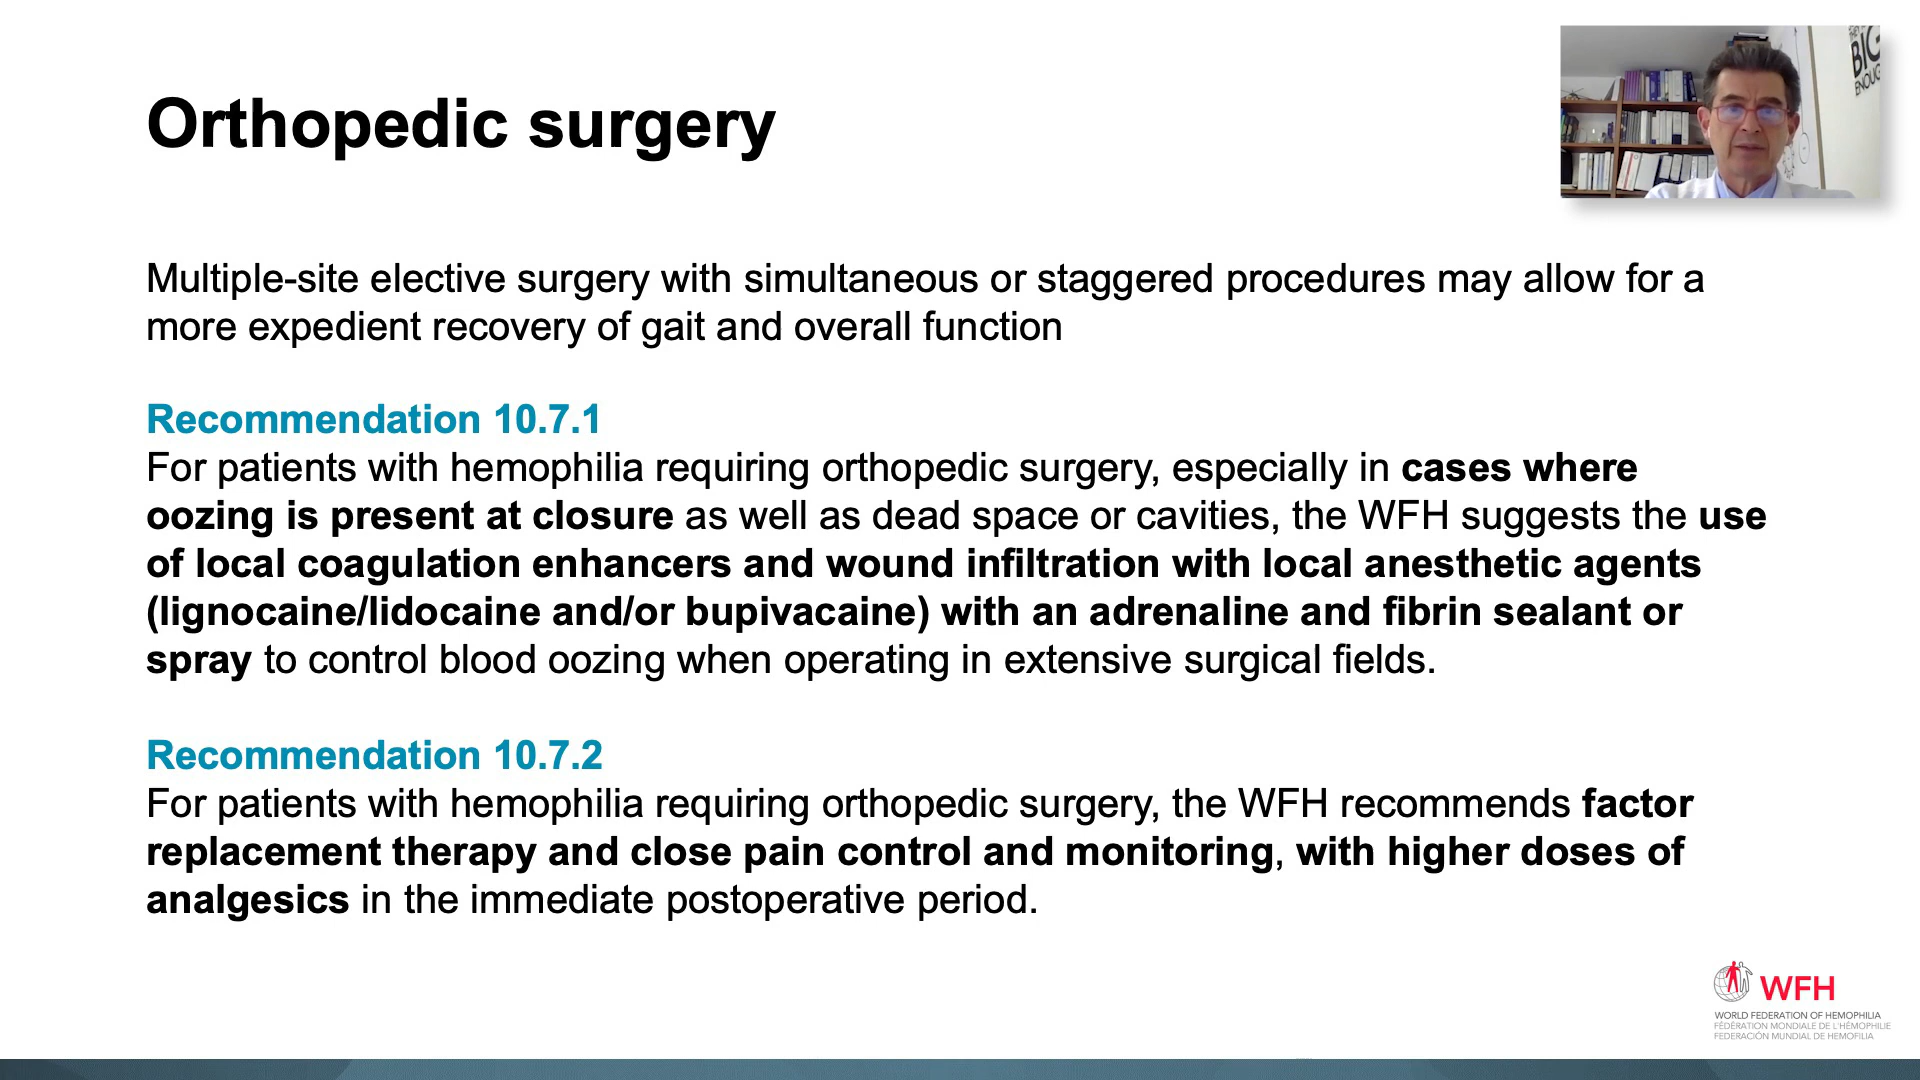 Orthopedic surgery
BIG
ENOUG
Multiple-site elective surgery with simultaneous or staggered procedures may allow for a
more expedient recovery of gait and overall function
Recommendation 10.7.1
For patients with hemophilia requiring orthopedic surgery, especially in cases where
oozing is present at closure as well as dead space or cavities, the WFH suggests the use
of local coagulation enhancers and wound infiltration with local anesthetic agents
(lignocaine/lidocaine and/or bupivacaine) with an adrenaline and fibrin sealant or
spray to control blood oozing when operating in extensive surgical fields.
Recommendation 10.7.2
For patients with hemophilia requiring orthopedic surgery, the WFH recommends factor
replacement therapy and close pain control and monitoring, with higher doses of
analgesics in the immediate postoperative period.
WFH
WORLD FEDERATION OF HEMOPHILIA
FÉDÉRATION MONDIALE DE L'HÉMOPHILIE
FEDERACIÓN MUNDIAL DE HEMOFILIA